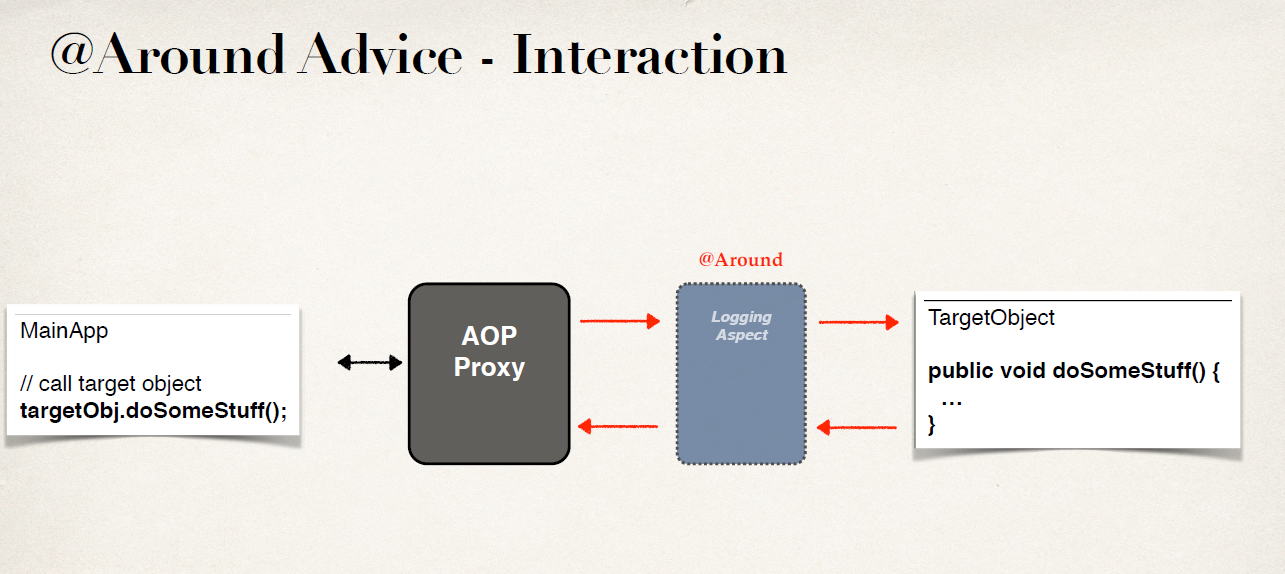 @Around Advice - Interaction
@Around
MainApp
// call target object
targetObj.doSomeStuff();
AOP
Proxy
Logging
Aspect
TargetObject
public void doSomeStuff() {
...
}